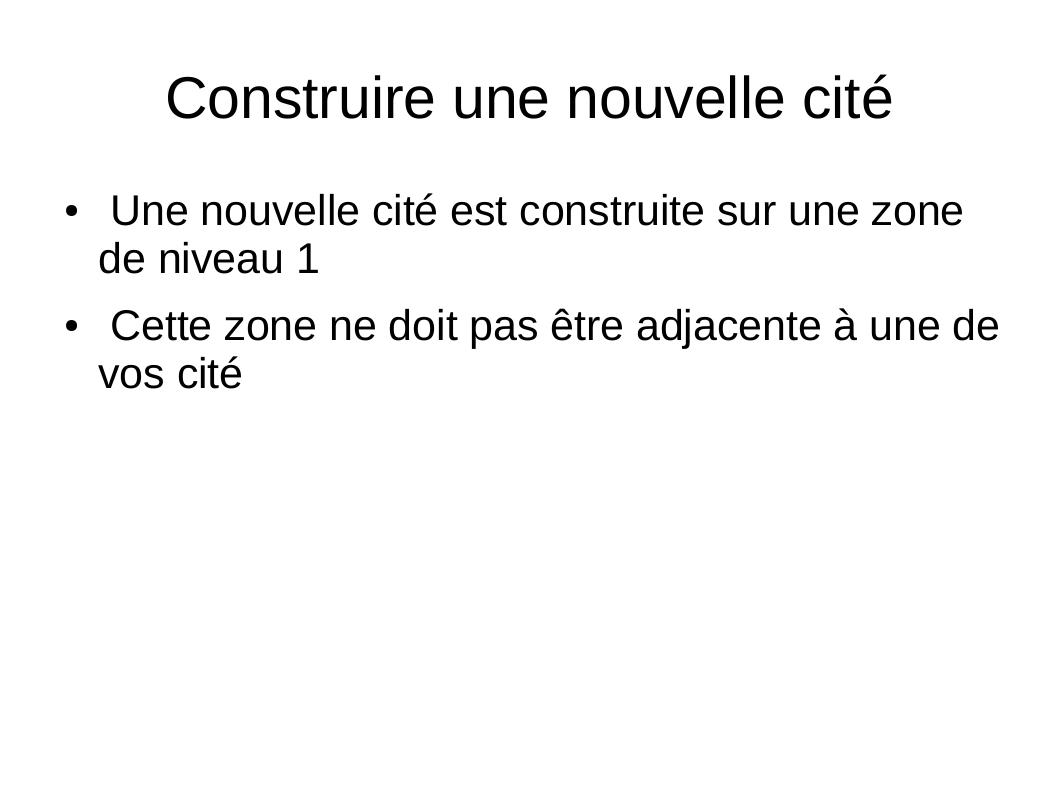 Construire une nouvelle cité
• Une nouvelle cité est construite sur une zone
de niveau 1
• Cette zone ne doit pas être adjacente à une de
vos cité